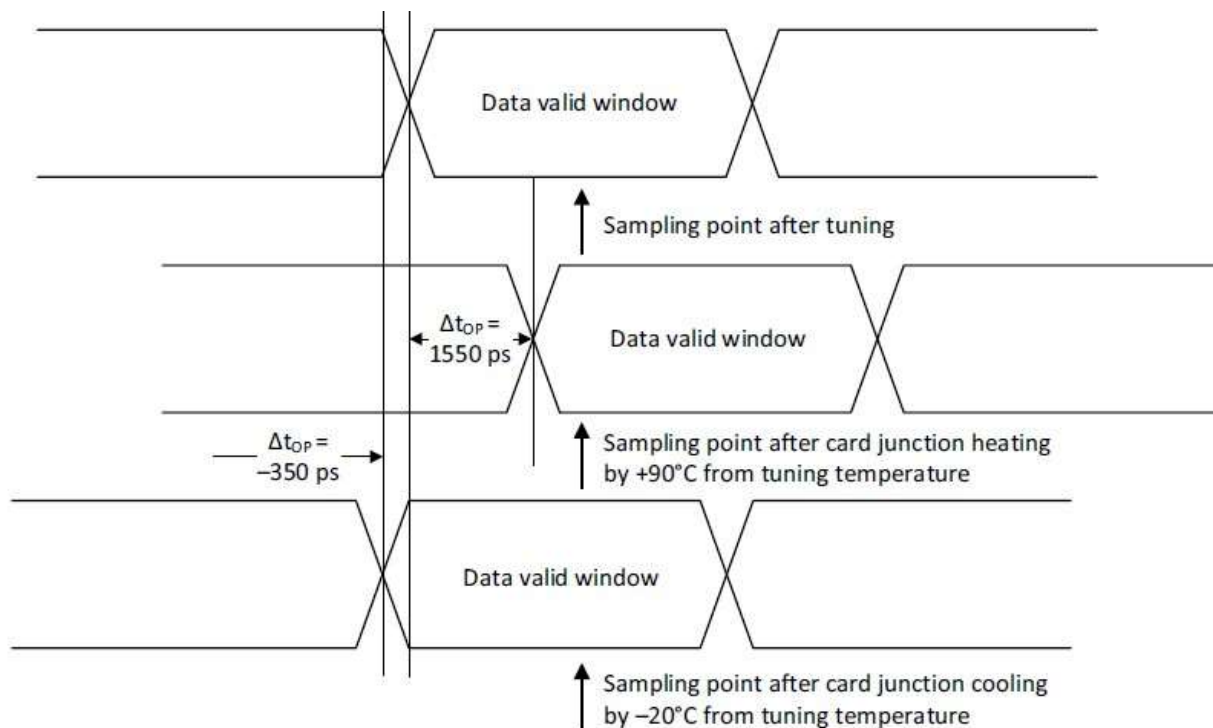 Data valid window
Sampling point after tuning
Δt_OP =
1550 ps
Data valid window
Δt_OP =
–350 ps
Sampling point after card junction heating
by +90°C from tuning temperature
Data valid window
Sampling point after card junction cooling
by –20°C from tuning temperature